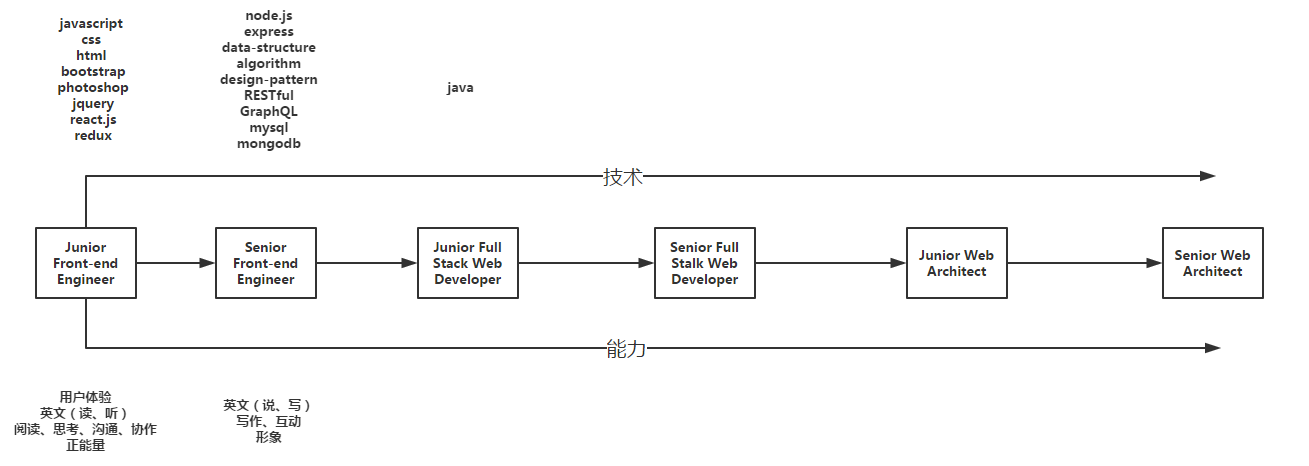 javascript
css
html
bootstrap
photoshop
jquery
react.js
redux
node.js
express
data-structure
algorithm
design-pattern
RESTful
GraphQL
mysql
mongodb
java
技术
Junior
Front-end
Engineer
Senior
Front-end
Engineer
Junior Full
Stack Web
Developer
Senior Full
Stalk Web
Developer
Junior Web
Architect
Senior Web
Architect
能力
用户体验
英文（读、听）
阅读、思考、沟通、协作
正能量
英文（说、写）
写作、互动
形象